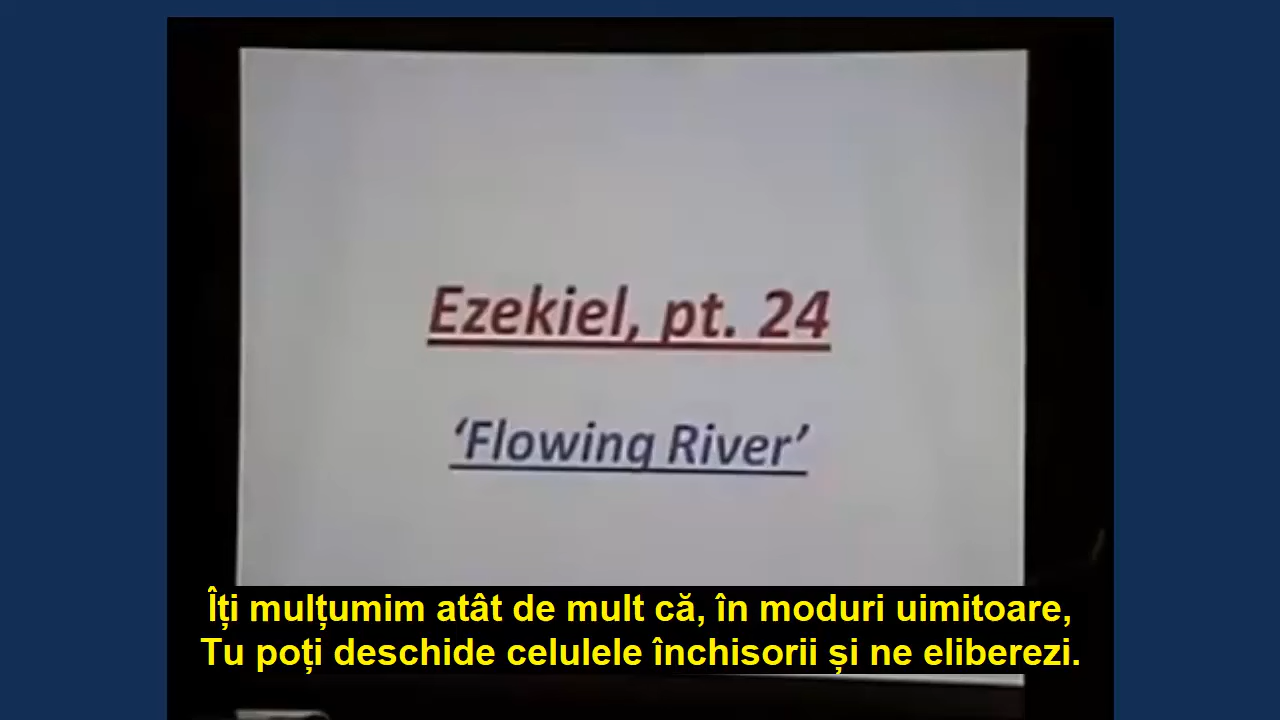 Ezekiel, pt. 24
‘Flowing River’
Îți mulțumim atât de mult că, în moduri uimitoare,
Tu poți deschide celulele închisorii și ne eliberezi.